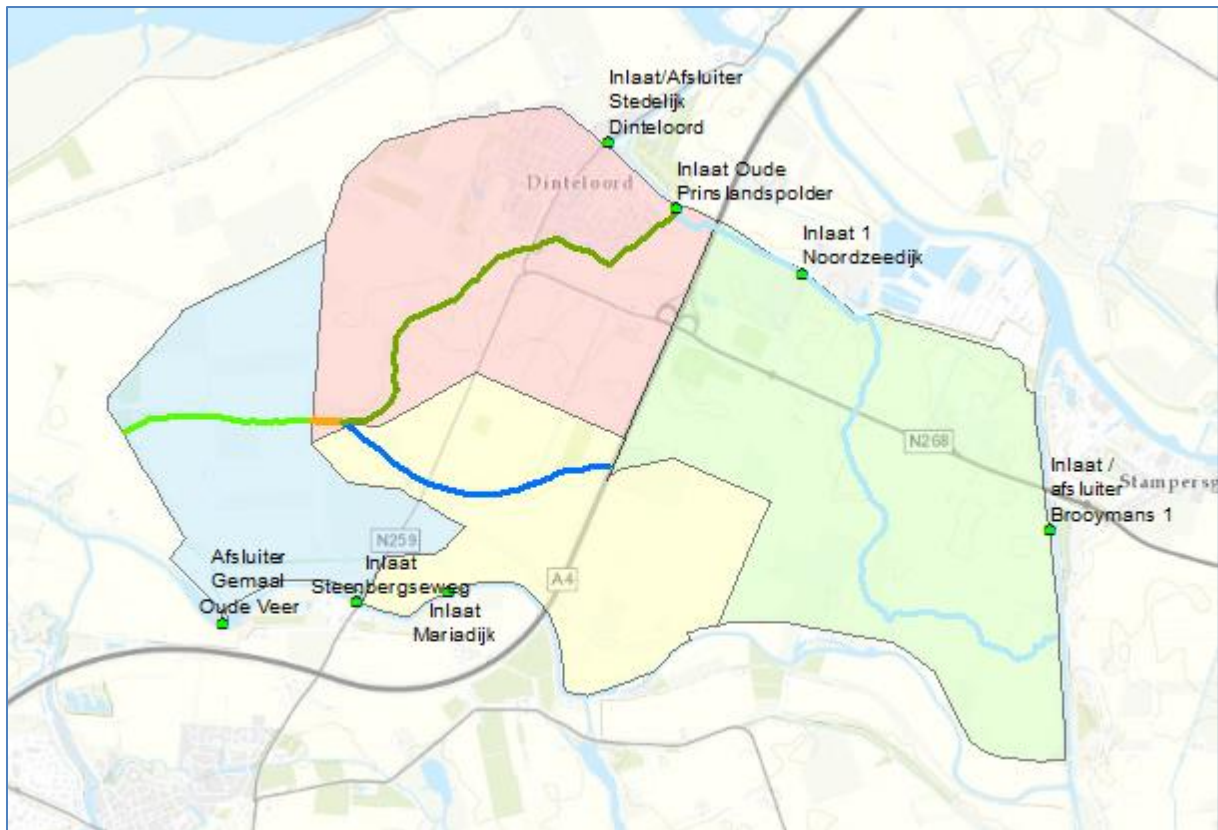 Inlaat/Afsluiter
Stedelijk
Dinteloord
Inlaat Oude
Prinslandspolder
Dinteloord
Inlaat 1
Noordzeedijk
N268
Inlaat /
afsluiter
Brooymans 1
Stampersg
N259
Afsluiter
Gemaal
Oude Veer
Inlaat
Steenbergseweg
Inlaat
Mariadijk
A4